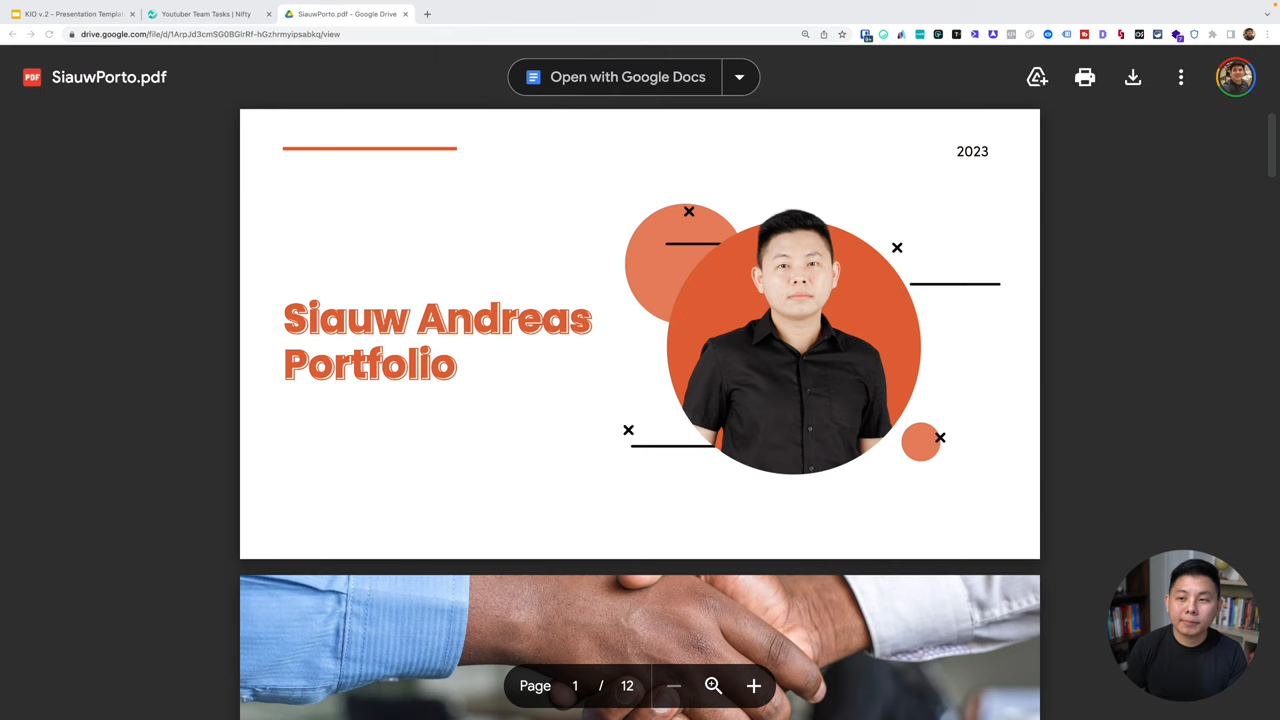 KIO v.2 - Presentation Templat
Youtuber Team Tasks | Nifty
SiauwPorto.pdf - Google Drive
drive.google.com/file/d/1ArpJd3cmSG0BGlrRf-hGzhrmyipsabkq/view
PDF
SiauwPorto.pdf
Open with Google Docs
2023
Siauw Andreas
Portfolio
Page 1 / 12